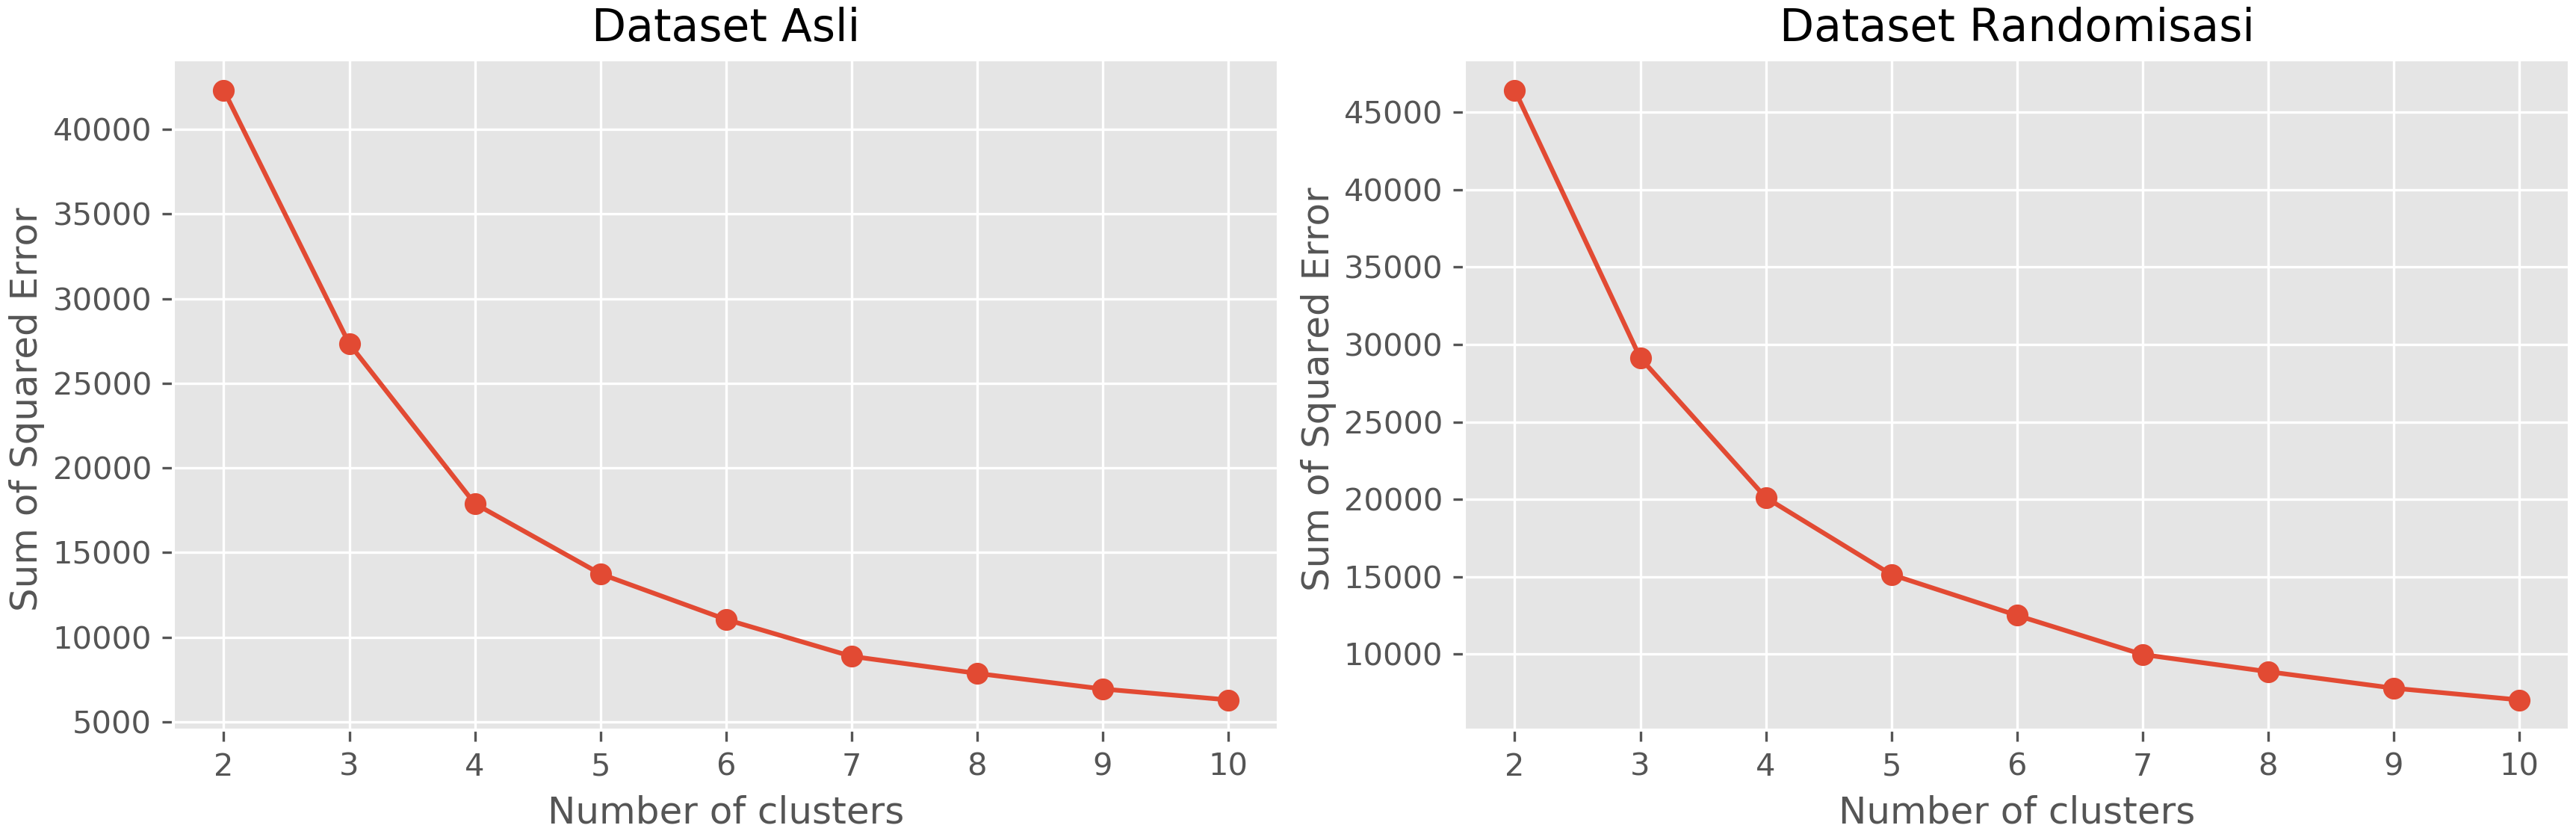 Dataset Asli
Sum of Squared Error
40000
35000
30000
25000
20000
15000
10000
5000
2 3 4 5 6 7 8 9 10
Number of clusters
Dataset Randomisasi
Sum of Squared Error
45000
40000
35000
30000
25000
20000
15000
10000
2 3 4 5 6 7 8 9 10
Number of clusters